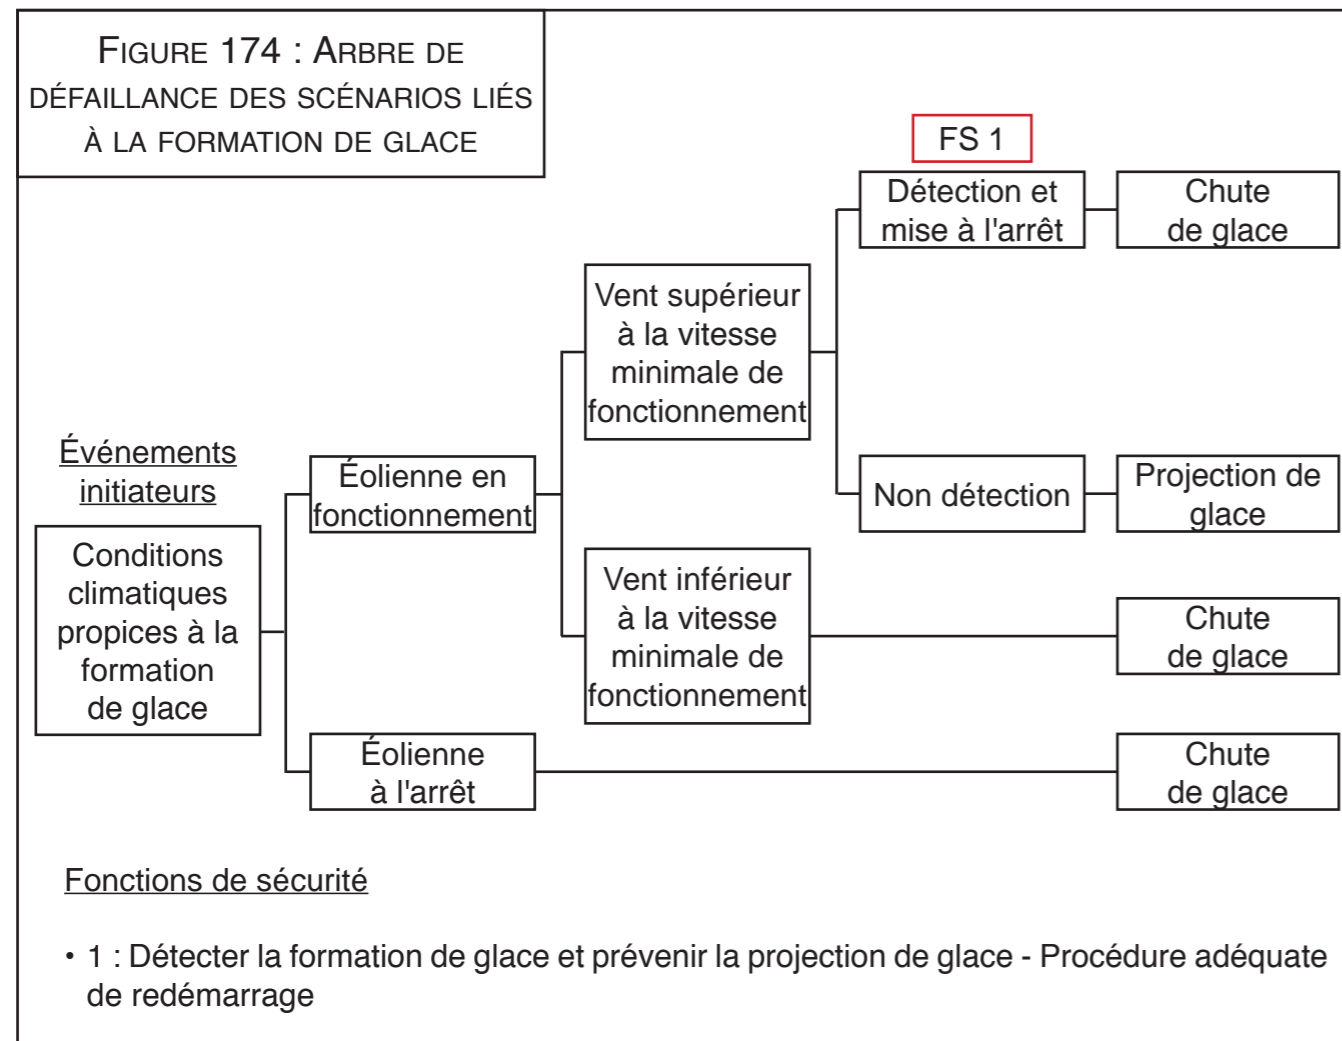 FIGURE 174 : ARBRE DE
DÉFAILLANCE DES SCÉNARIOS LIÉS
À LA FORMATION DE GLACE
FS 1
Détection et
mise à l'arrêt
Chute
de glace
Vent supérieur
à la vitesse
minimale de
fonctionnement
Événements
initiateurs
Éolienne en
fonctionnement
Non détection
Projection de
glace
Conditions
climatiques
propices à la
formation
de glace
Vent inférieur
à la vitesse
minimale de
fonctionnement
Chute
de glace
Éolienne
à l'arrêt
Chute
de glace
Fonctions de sécurité
• 1 : Détecter la formation de glace et prévenir la projection de glace - Procédure adéquate
de redémarrage